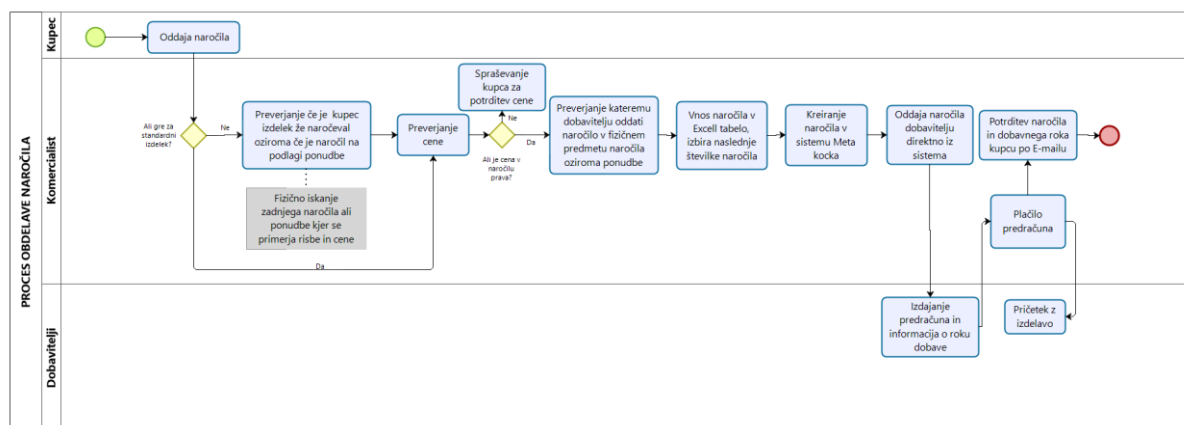 PROCES OBDELAVE NAROČILA
Kupec
Oddaja naročila
Komercialist
Ali gre za
standardni
izdelek?
Ne
Preverjanje če je kupec
izdelek že naročeval
oziroma če je naročil na
podlagi ponudbe
Fizično iskanje
zadnjega naročila ali
ponudbe kjer se
primerja risbe in cene
Da
Preverjanje
cene
Spraševanje
kupca za
potrditev cene
Ne
Da
Ali je cena v
naročilu
prava?
Preverjanje kateremu
dobavitelju oddati
naročilo v fizičnem
predmetu naročila
oziroma ponudbe
Vnos naročila v
Excell tabelo,
izbira naslednje
številke naročila
Kreiranje
naročila v
sistemu Meta
kocka
Oddaja naročila
dobavitelju
direktno iz
sistema
Potrditev naročila
in dobavnega roka
kupcu po E-mailu
Plačilo
predračuna
Dobavitelji
Izdajanje
predračuna in
informacija o roku
dobave
Pričetek z
izdelavo